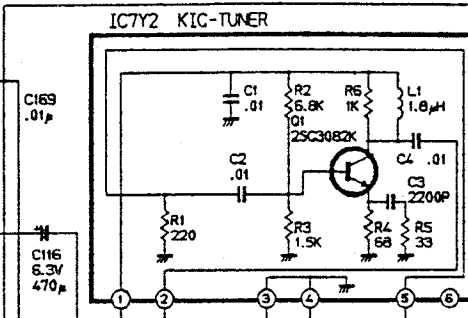 IC7Y2 KIC-TUNER
C169
.01μ
C1
.01
R2
6.8K
R6
1K
L1
1.8μH
Q1
2SC3082K
C2
.01
C4 .01
C3
2200P
R1
220
R3
1.5K
R4
68
R5
33
C116
6.3V
470μ
1 2 3 4 5 6